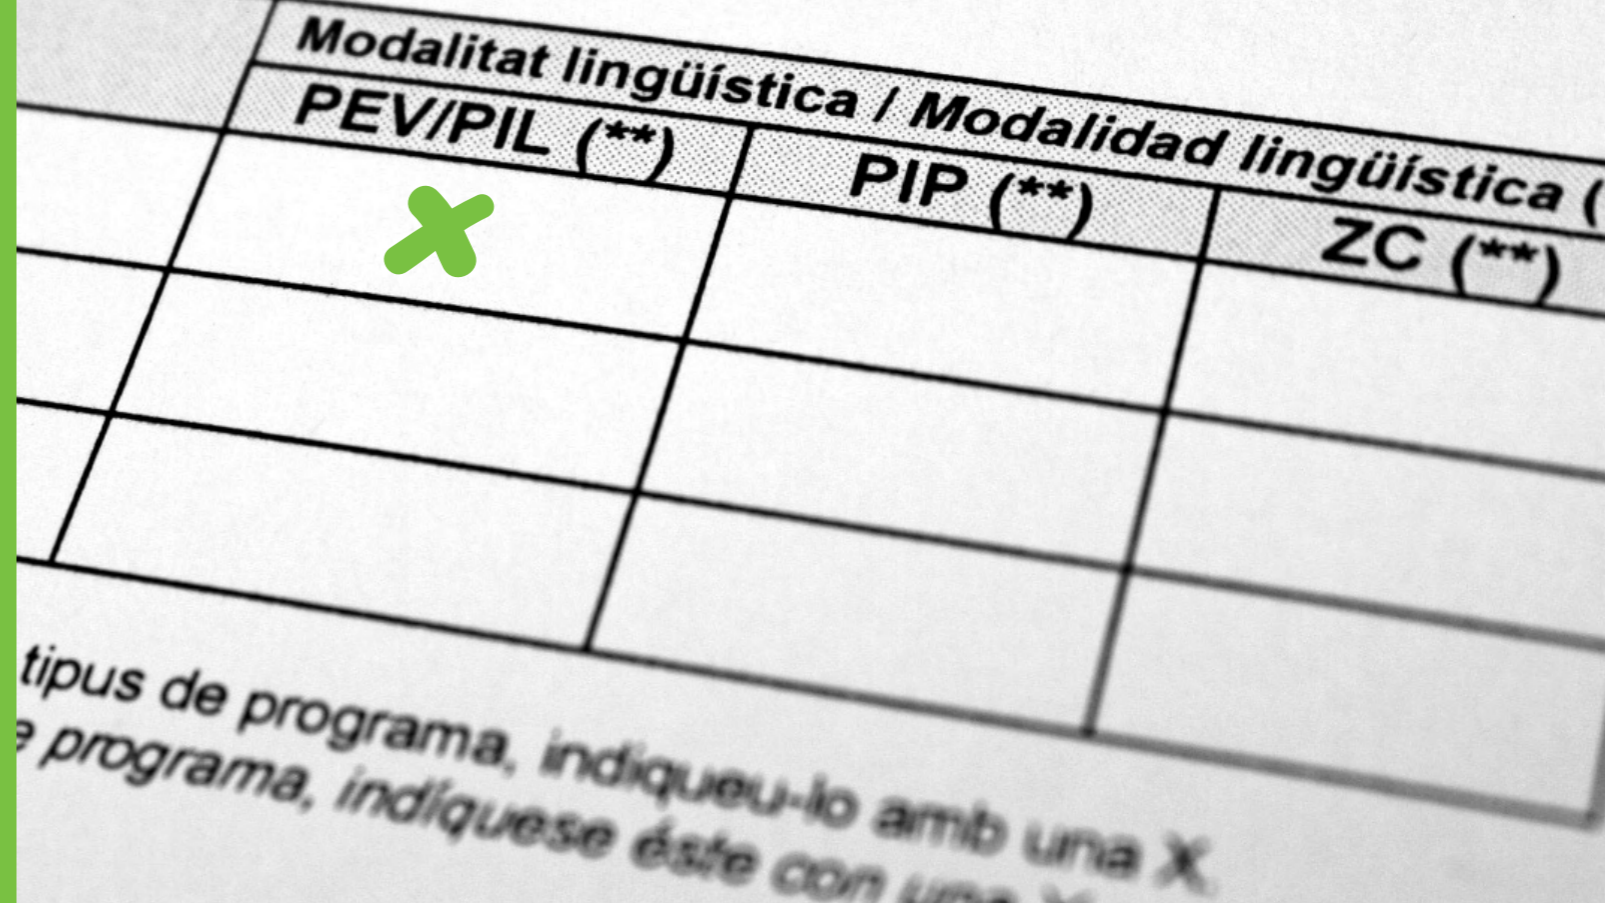 Modalitat lingüística / Modalidad lingüística (
PEV/PIL (**) PIP (**) ZC (**)
tipus de programa, indiqueu-lo amb una X.
e programa, indíquese éste con una X